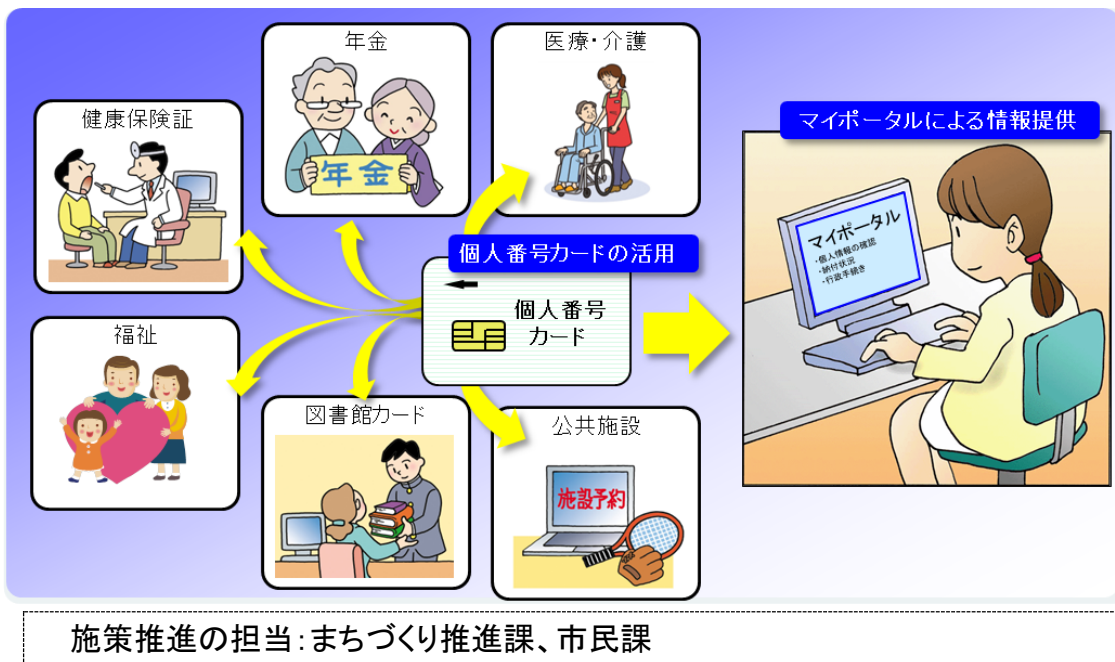 年金
医療・介護
健康保険証
マイポータルによる情報提供
年金
マイポータル
・個人情報の確認
・納付状況
・行政手続き
個人番号カードの活用
個人番号
カード
福祉
図書館カード
公共施設
施設予約
施策推進の担当：まちづくり推進課、市民課